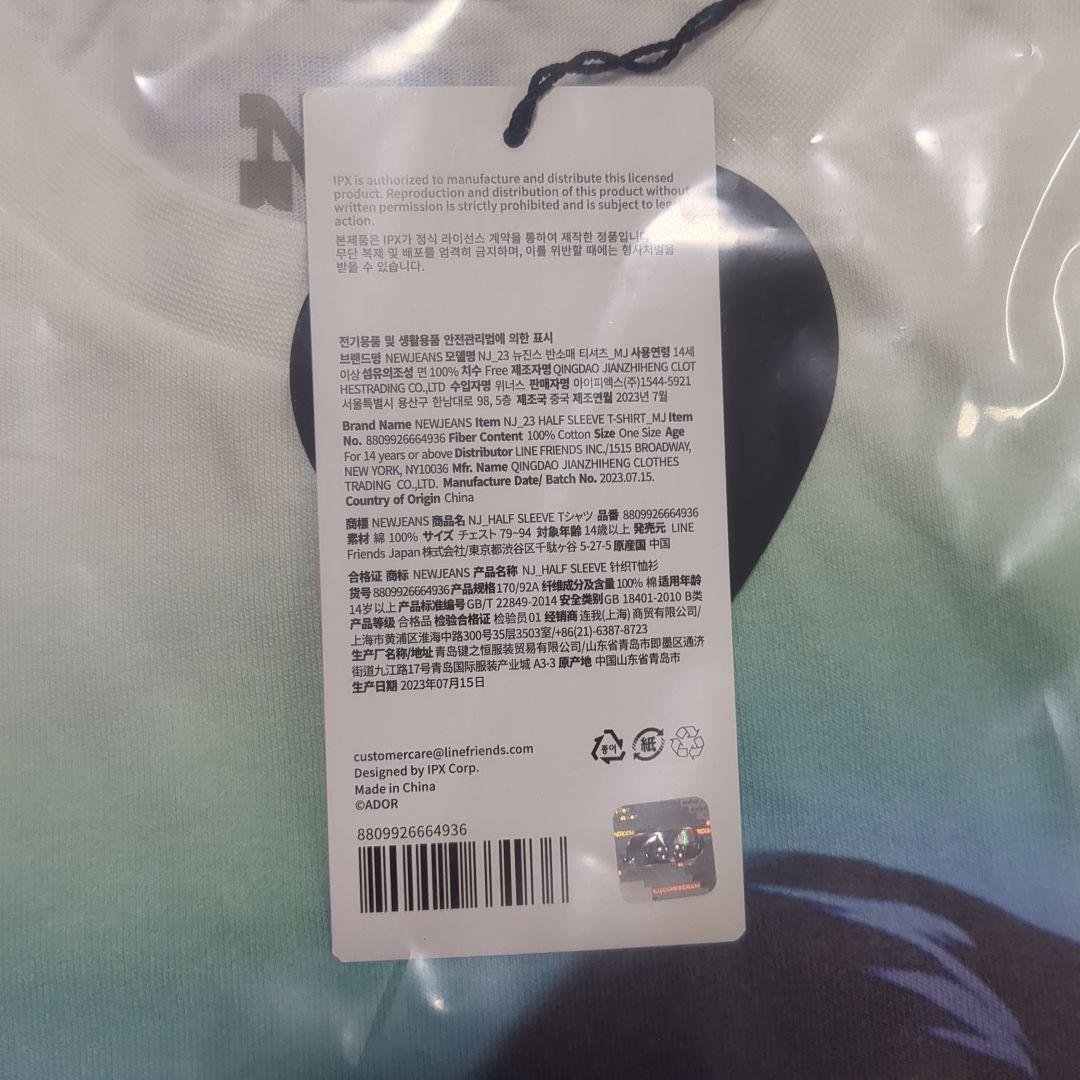 N
IPX is authorized to manufacture and distribute this licensed
product. Reproduction and distribution of this product without
written permission is strictly prohibited and is subject to legal
action.
본제품은 IPX가 정식 라이선스 계약을 통하여 제작한 정품입니다.
무단 복제 및 배포를 엄격히 금지하며, 이를 위반할 때에는 형사처벌을
받을 수 있습니다.
전기용품 및 생활용품 안전관리법에 의한 표시
브랜드명 NEWJEANS 모델명 NJ_23 뉴진스 반소매 티셔츠_MJ 사용연령 14세
이상 섬유의조성 면 100% 치수 Free 제조자명 QINGDAO JIANZHIHENG CLOT
HESTRADING CO.,LTD 수입자명 위너스 판매자명 아이피엑스(주)1544-5921
서울특별시 용산구 한남대로 98, 5층 제조국 중국 제조연월 2023년 7월
Brand Name NEWJEANS Item NJ_23 HALF SLEEVE T-SHIRT_MJ Item
No. 8809926664936 Fiber Content 100% Cotton Size One Size Age
For 14 years or above Distributor LINE FRIENDS INC./1515 BROADWAY,
NEW YORK, NY10036 Mfr. Name QINGDAO JIANZHIHENG CLOTHES
TRADING CO.,LTD. Manufacture Date/ Batch No. 2023.07.15.
Country of Origin China
商標 NEWJEANS 商品名 NJ_HALF SLEEVE Tシャツ 品番 8809926664936
素材 綿 100% サイズ チェスト 79~94 対象年齢 14歳以上 発売元 LINE
Friends Japan 株式会社/東京都渋谷区千駄ヶ谷 5-27-5 原産国 中国
合格证 商标 NEWJEANS 产品名称 NJ_HALF SLEEVE 针织T恤衫
货号 8809926664936 产品规格 170/92A 纤维成分及含量 100% 棉 适用年龄
14岁以上 产品标准编号 GB/T 22849-2014 安全类别 GB 18401-2010 B类
产品等级 合格品 检验合格证 检验员01 经销商 连我(上海) 商贸有限公司/
上海市黄浦区淮海中路300号35层3503室/+86(21)-6387-8723
生产厂名称/地址 青岛键之恒服装贸易有限公司/山东省青岛市即墨区通济
街道九江路17号青岛国际服装产业城 A3-3 原产地 中国山东省青岛市
生产日期 2023年07月15日
customercare@linefriends.com
Designed by IPX Corp.
Made in China
©ADOR
종이 紙
8809926664936